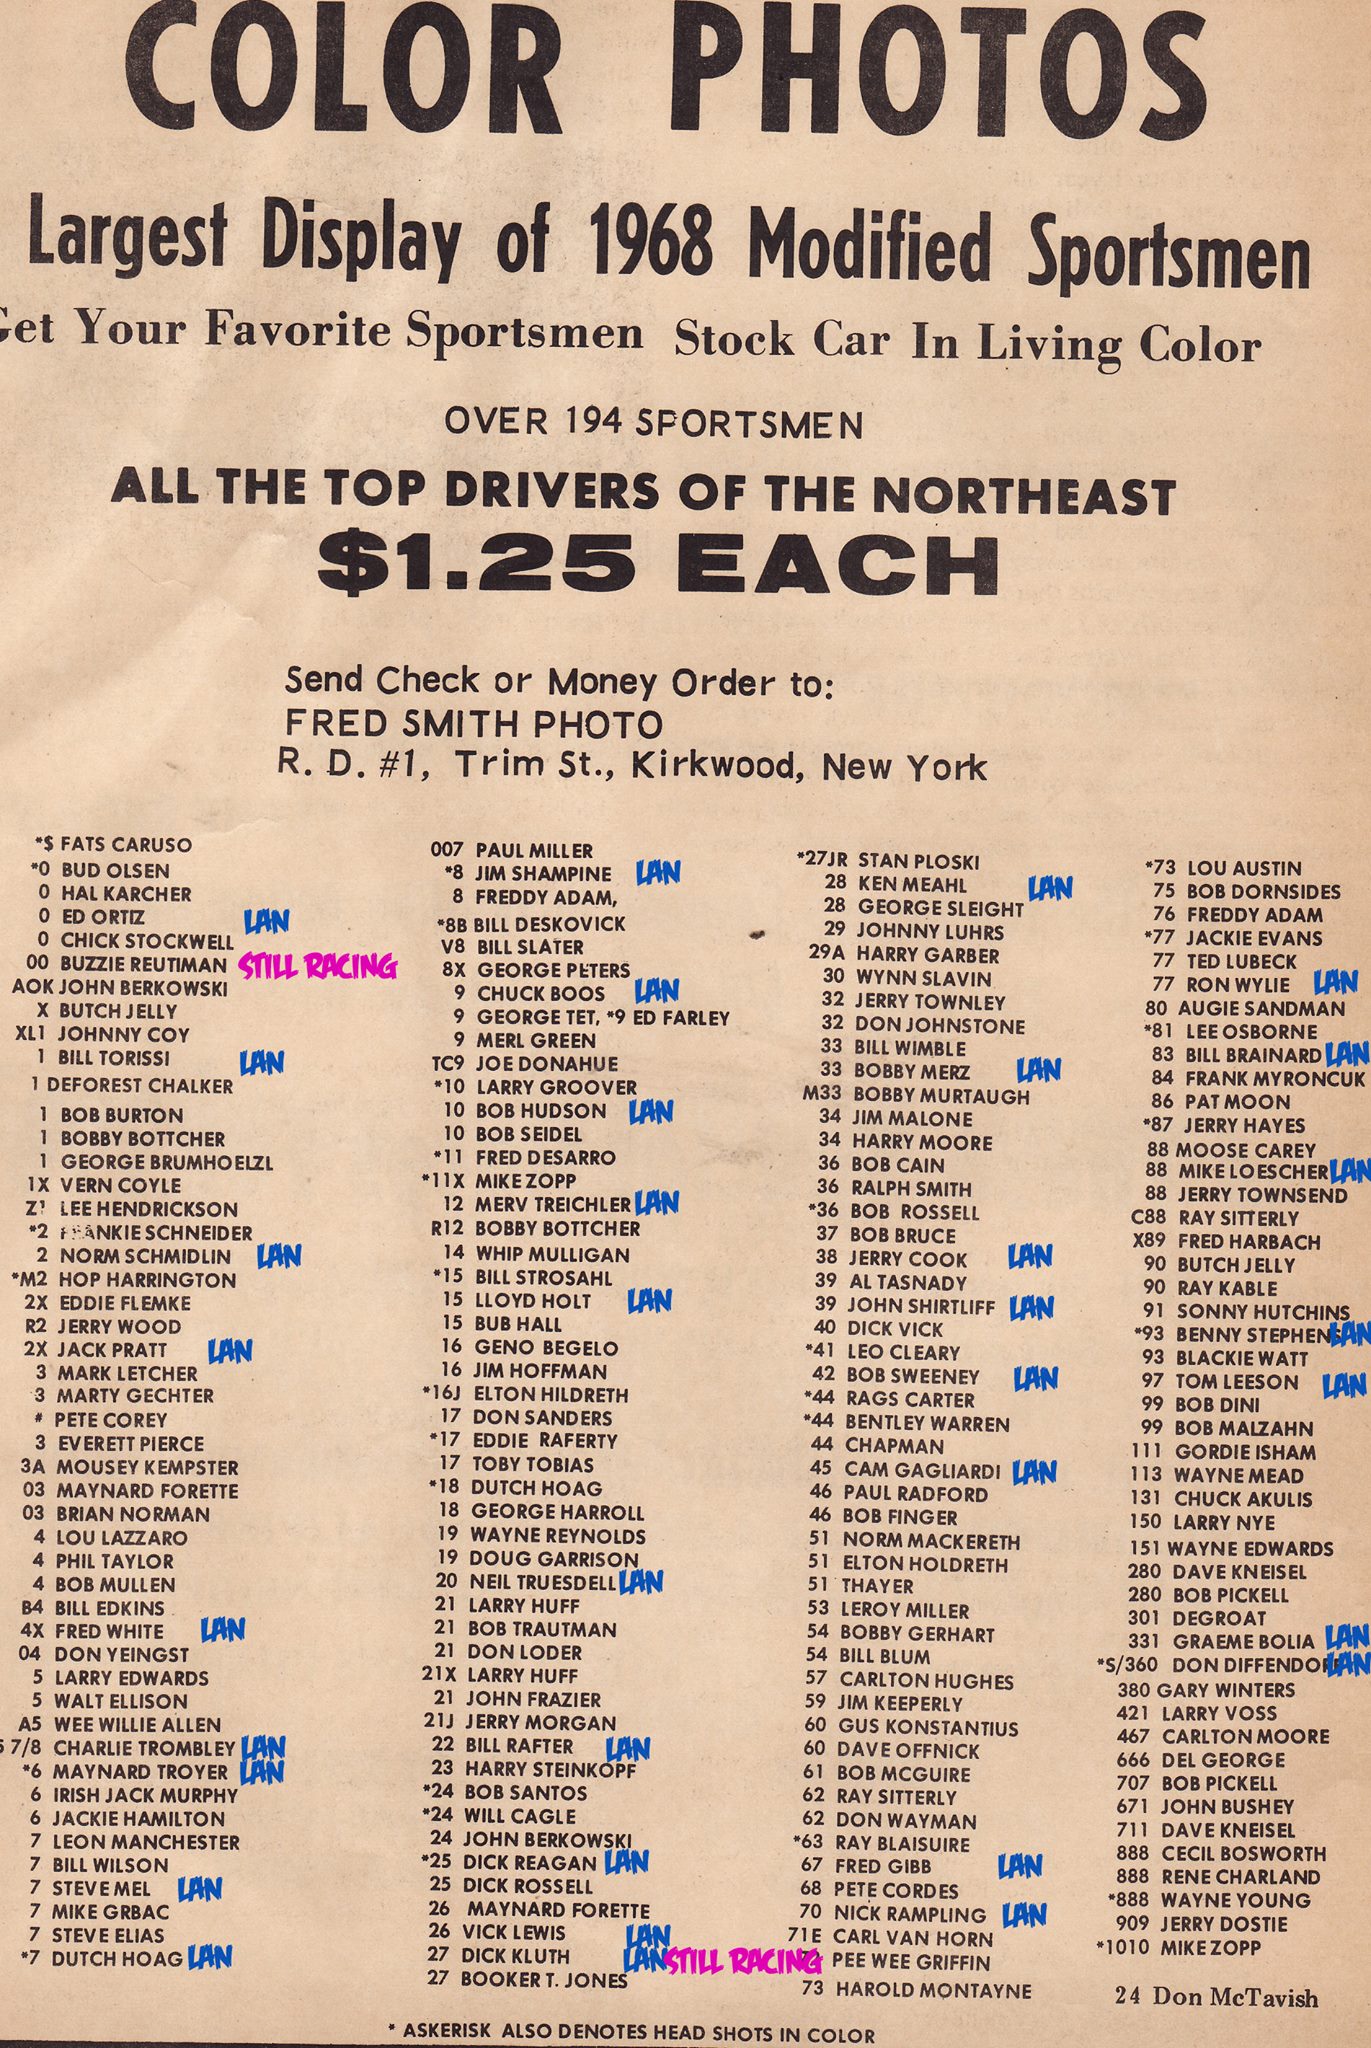 COLOR PHOTOS
Largest Display of 1968 Modified Sportsmen
Get Your Favorite Sportsmen Stock Car In Living Color
OVER 194 SPORTSMEN
ALL THE TOP DRIVERS OF THE NORTHEAST
$1.25 EACH
Send Check or Money Order to:
FRED SMITH PHOTO
R. D. #1, Trim St., Kirkwood, New York
*$ FATS CARUSO
*0 BUD OLSEN
0 HAL KARCHER
0 ED ORTIZ LAN
0 CHICK STOCKWELL
00 BUZZIE REUTIMAN STILL RACING
AOK JOHN BERKOWSKI
X BUTCH JELLY
XL1 JOHNNY COY
1 BILL TORISSI LAN
1 DEFOREST CHALKER
1 BOB BURTON
1 BOBBY BOTTCHER
1 GEORGE BRUMHOELZL
1X VERN COYLE
Z1 LEE HENDRICKSON
*2 FRANKIE SCHNEIDER
2 NORM SCHMIDLIN LAN
*M2 HOP HARRINGTON
2X EDDIE FLEMKE
R2 JERRY WOOD
2X JACK PRATT LAN
3 MARK LETCHER
3 MARTY GECHTER
# PETE COREY
3 EVERETT PIERCE
3A MOUSEY KEMPSTER
03 MAYNARD FORETTE
03 BRIAN NORMAN
4 LOU LAZZARO
4 PHIL TAYLOR
4 BOB MULLEN
B4 BILL EDKINS
4X FRED WHITE LAN
04 DON YEINGST
5 LARRY EDWARDS
5 WALT ELLISON
A5 WEE WILLIE ALLEN
5 7/8 CHARLIE TROMBLEY LAN
*6 MAYNARD TROYER LAN
6 IRISH JACK MURPHY
6 JACKIE HAMILTON
7 LEON MANCHESTER
7 BILL WILSON
7 STEVE MEL LAN
7 MIKE GRBAC
7 STEVE ELIAS
*7 DUTCH HOAG LAN
007 PAUL MILLER
*8 JIM SHAMPINE LAN
8 FREDDY ADAM,
*8B BILL DESKOVICK
V8 BILL SLATER
8X GEORGE PETERS
9 CHUCK BOOS LAN
9 GEORGE TET, *9 ED FARLEY
9 MERL GREEN
TC9 JOE DONAHUE
*10 LARRY GROOVER
10 BOB HUDSON LAN
10 BOB SEIDEL
*11 FRED DESARRO
*11X MIKE ZOPP
12 MERV TREICHLER LAN
R12 BOBBY BOTTCHER
14 WHIP MULLIGAN
*15 BILL STROSAHL
15 LLOYD HOLT LAN
15 BUB HALL
16 GENO BEGELO
16 JIM HOFFMAN
*16J ELTON HILDRETH
17 DON SANDERS
*17 EDDIE RAFERTY
17 TOBY TOBIAS
*18 DUTCH HOAG
18 GEORGE HARROLL
19 WAYNE REYNOLDS
19 DOUG GARRISON
20 NEIL TRUESDELL LAN
21 LARRY HUFF
21 BOB TRAUTMAN
21 DON LODER
21X LARRY HUFF
21 JOHN FRAZIER
21J JERRY MORGAN
22 BILL RAFTER LAN
23 HARRY STEINKOPF
*24 BOB SANTOS
*24 WILL CAGLE
24 JOHN BERKOWSKI
*25 DICK REAGAN LAN
25 DICK ROSSELL
26 MAYNARD FORETTE
26 VICK LEWIS LAN
27 DICK KLUTH LAN STILL RACING
27 BOOKER T. JONES
*27JR STAN PLOSKI
28 KEN MEAHL LAN
28 GEORGE SLEIGHT
29 JOHNNY LUHRS
29A HARRY GARBER
30 WYNN SLAVIN
32 JERRY TOWNLEY
32 DON JOHNSTONE
33 BILL WIMBLE
33 BOBBY MERZ LAN
M33 BOBBY MURTAUGH
34 JIM MALONE
34 HARRY MOORE
36 BOB CAIN
36 RALPH SMITH
*36 BOB ROSSELL
37 BOB BRUCE
38 JERRY COOK LAN
39 AL TASNADY
39 JOHN SHIRTLIFF LAN
40 DICK VICK
*41 LEO CLEARY
42 BOB SWEENEY LAN
*44 RAGS CARTER
*44 BENTLEY WARREN
44 CHAPMAN
45 CAM GAGLIARDI LAN
46 PAUL RADFORD
46 BOB FINGER
51 NORM MACKERETH
51 ELTON HOLDRETH
51 THAYER
53 LEROY MILLER
54 BOBBY GERHART
54 BILL BLUM
57 CARLTON HUGHES
59 JIM KEEPERLY
60 GUS KONSTANTIUS
60 DAVE OFFNICK
61 BOB MCGUIRE
62 RAY SITTERLY
62 DON WAYMAN
*63 RAY BLAISUIRE
67 FRED GIBB LAN
68 PETE CORDES
70 NICK RAMPLING LAN
71E CARL VAN HORN
PEE WEE GRIFFIN
73 HAROLD MONTAYNE
*73 LOU AUSTIN
75 BOB DORNSIDES
76 FREDDY ADAM
*77 JACKIE EVANS
77 TED LUBECK
77 RON WYLIE LAN
80 AUGIE SANDMAN
*81 LEE OSBORNE
83 BILL BRAINARD LAN
84 FRANK MYRONCUK
86 PAT MOON
*87 JERRY HAYES
88 MOOSE CAREY
88 MIKE LOESCHER LAN
88 JERRY TOWNSEND
C88 RAY SITTERLY
X89 FRED HARBACH
90 BUTCH JELLY
90 RAY KABLE
91 SONNY HUTCHINS
*93 BENNY STEPHENS LAN
93 BLACKIE WATT
97 TOM LEESON LAN
99 BOB DINI
99 BOB MALZAHN
111 GORDIE ISHAM
113 WAYNE MEAD
131 CHUCK AKULIS
150 LARRY NYE
151 WAYNE EDWARDS
280 DAVE KNEISEL
280 BOB PICKELL
301 DEGROAT
331 GRAEME BOLIA LAN
*S/360 DON DIFFENDORF LAN
380 GARY WINTERS
421 LARRY VOSS
467 CARLTON MOORE
666 DEL GEORGE
707 BOB PICKELL
671 JOHN BUSHEY
711 DAVE KNEISEL
888 CECIL BOSWORTH
888 RENE CHARLAND
*888 WAYNE YOUNG
909 JERRY DOSTIE
*1010 MIKE ZOPP
24 Don McTavish
* ASKERISK ALSO DENOTES HEAD SHOTS IN COLOR